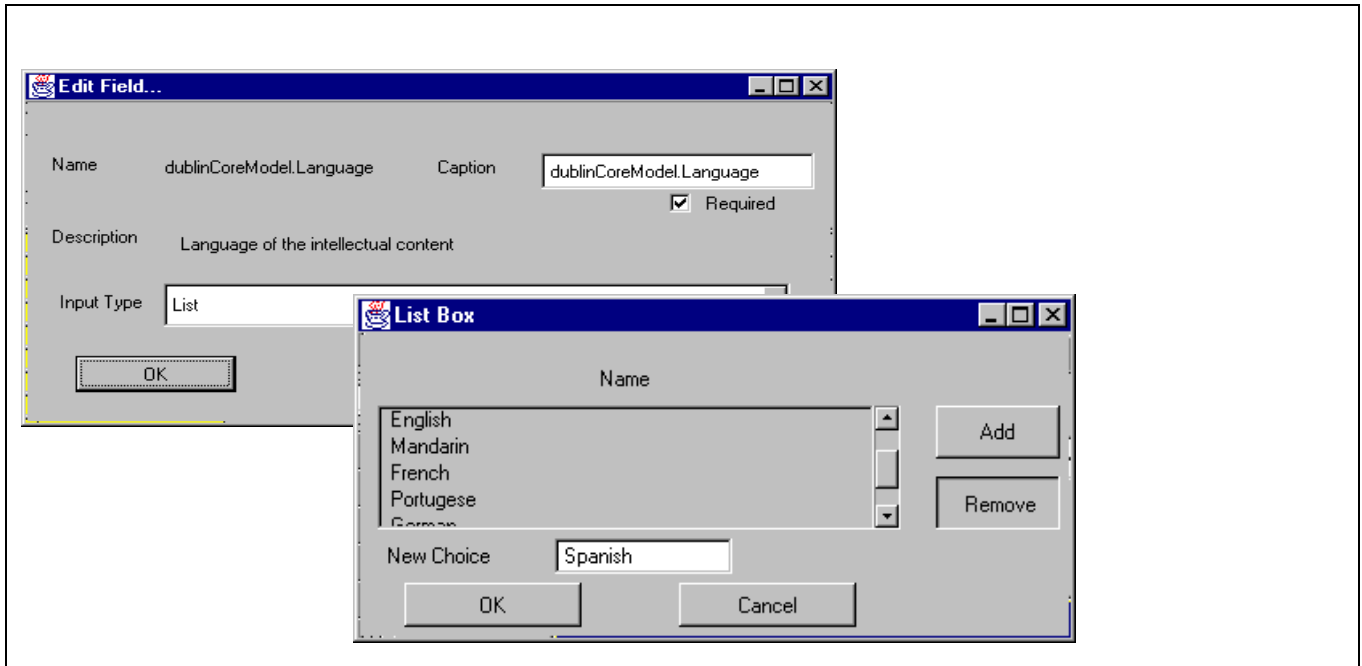 Edit Field...
Name dublinCoreModel.Language Caption dublinCoreModel.Language
Required
Description Language of the intellectual content
Input Type List
OK
List Box
Name
English
Mandarin
French
Portugese
German
Add
Remove
New Choice Spanish
OK Cancel